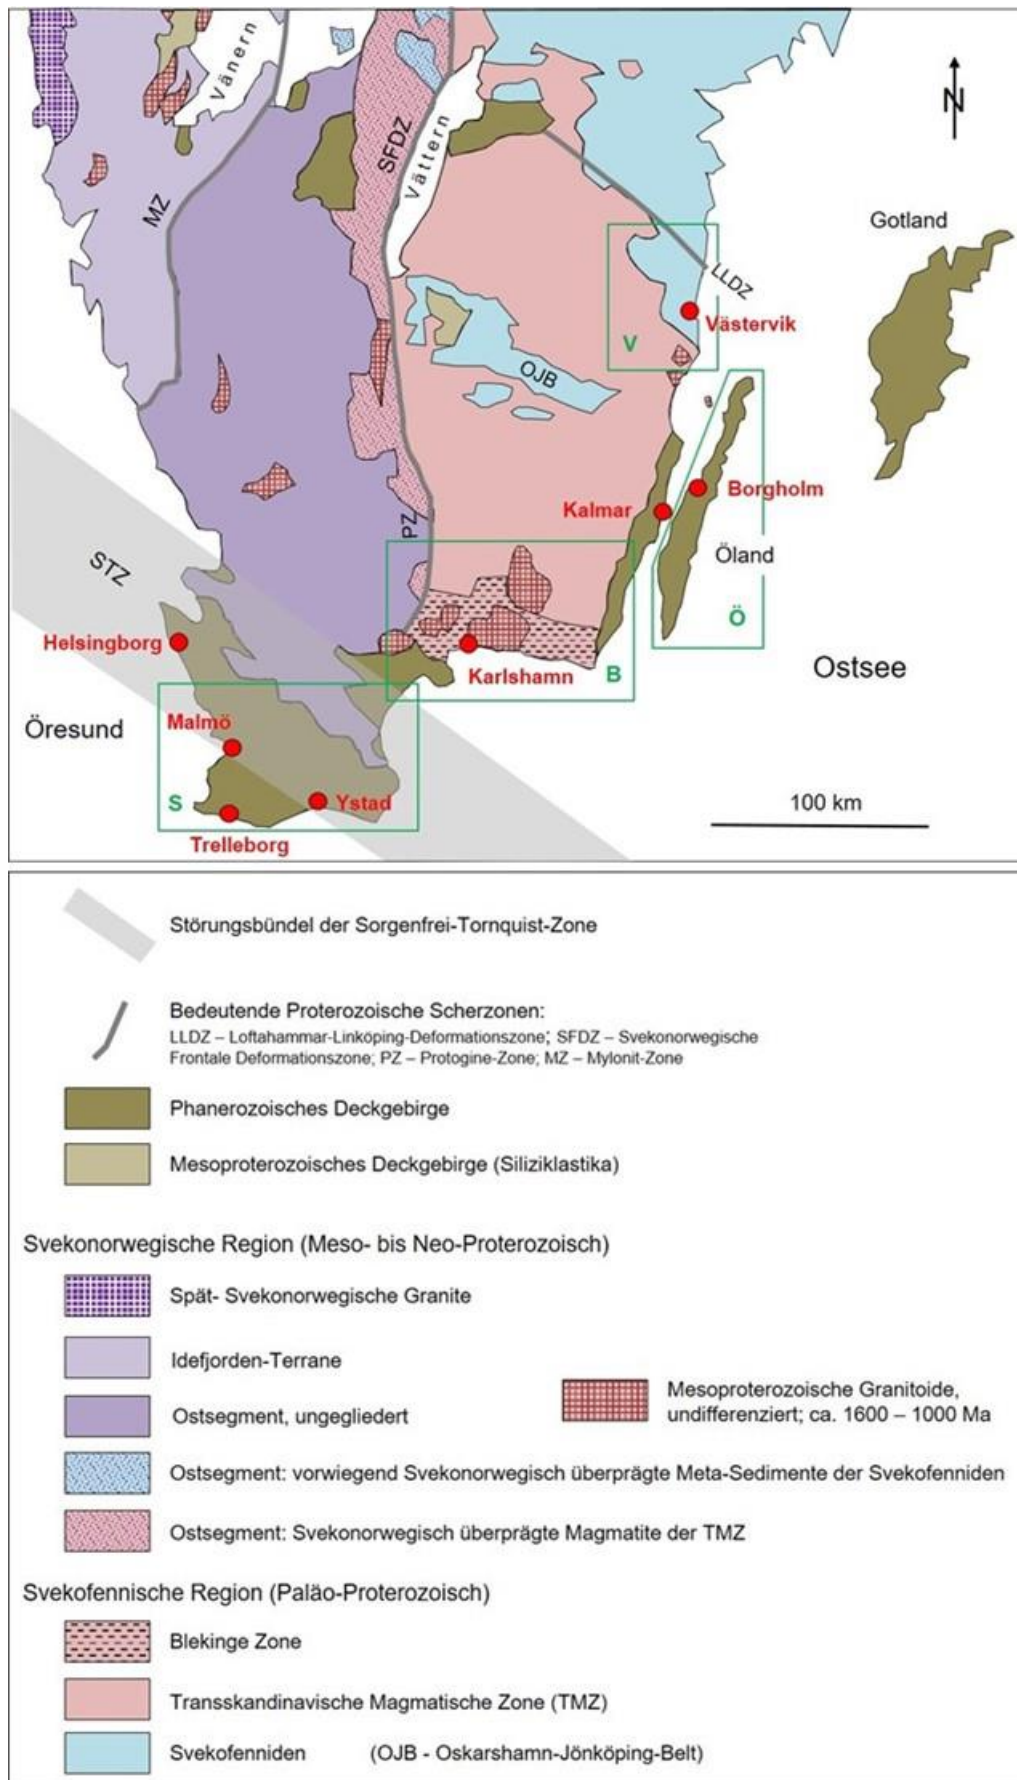 Vänern
MZ
SFDZ
Vättern
N
Gotland
LLDZ
Västervik
V
OJB
Kalmar
Borgholm
PZ
Öland
Ö
STZ
Helsingborg
Karlshamn
B
Ostsee
Öresund
Malmö
S
Ystad
100 km
Trelleborg
Störungsbündel der Sorgenfrei-Tornquist-Zone
Bedeutende Proterozoische Scherzonen:
LLDZ – Loftahammar-Linköping-Deformationszone; SFDZ – Svekonorwegische
Frontale Deformationszone; PZ – Protogine-Zone; MZ – Mylonit-Zone
Phanerozoisches Deckgebirge
Mesoproterozoisches Deckgebirge (Siliziklastika)
Svekonorwegische Region (Meso- bis Neo-Proterozoisch)
Spät- Svekonorwegische Granite
Idefjorden-Terrane
Mesoproterozoische Granitoide,
undifferenziert; ca. 1600 – 1000 Ma
Ostsegment, ungegliedert
Ostsegment: vorwiegend Svekonorwegisch überprägte Meta-Sedimente der Svekofenniden
Ostsegment: Svekonorwegisch überprägte Magmatite der TMZ
Svekofennische Region (Paläo-Proterozoisch)
Blekinge Zone
Transskandinavische Magmatische Zone (TMZ)
Svekofenniden (OJB - Oskarshamn-Jönköping-Belt)